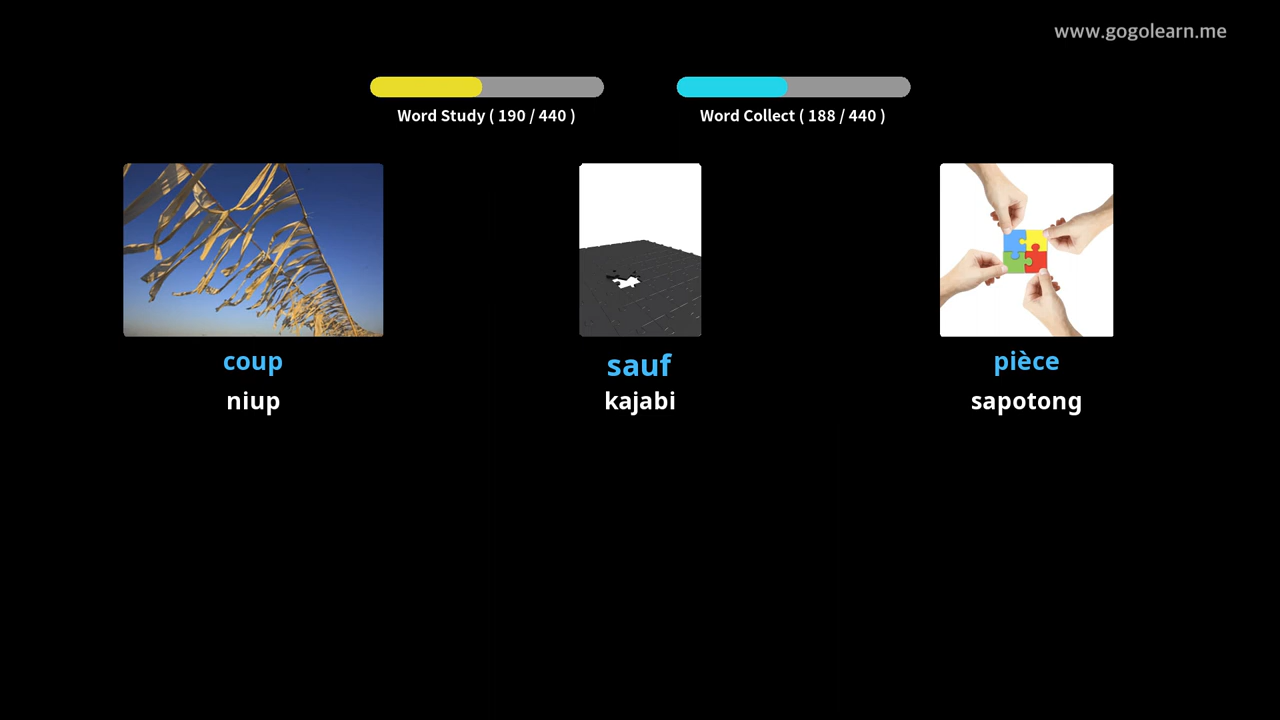 www.gogolearn.me
Word Study ( 190 / 440 )
Word Collect ( 188 / 440 )
coup
sauf
pièce
niup
kajabi
sapotong